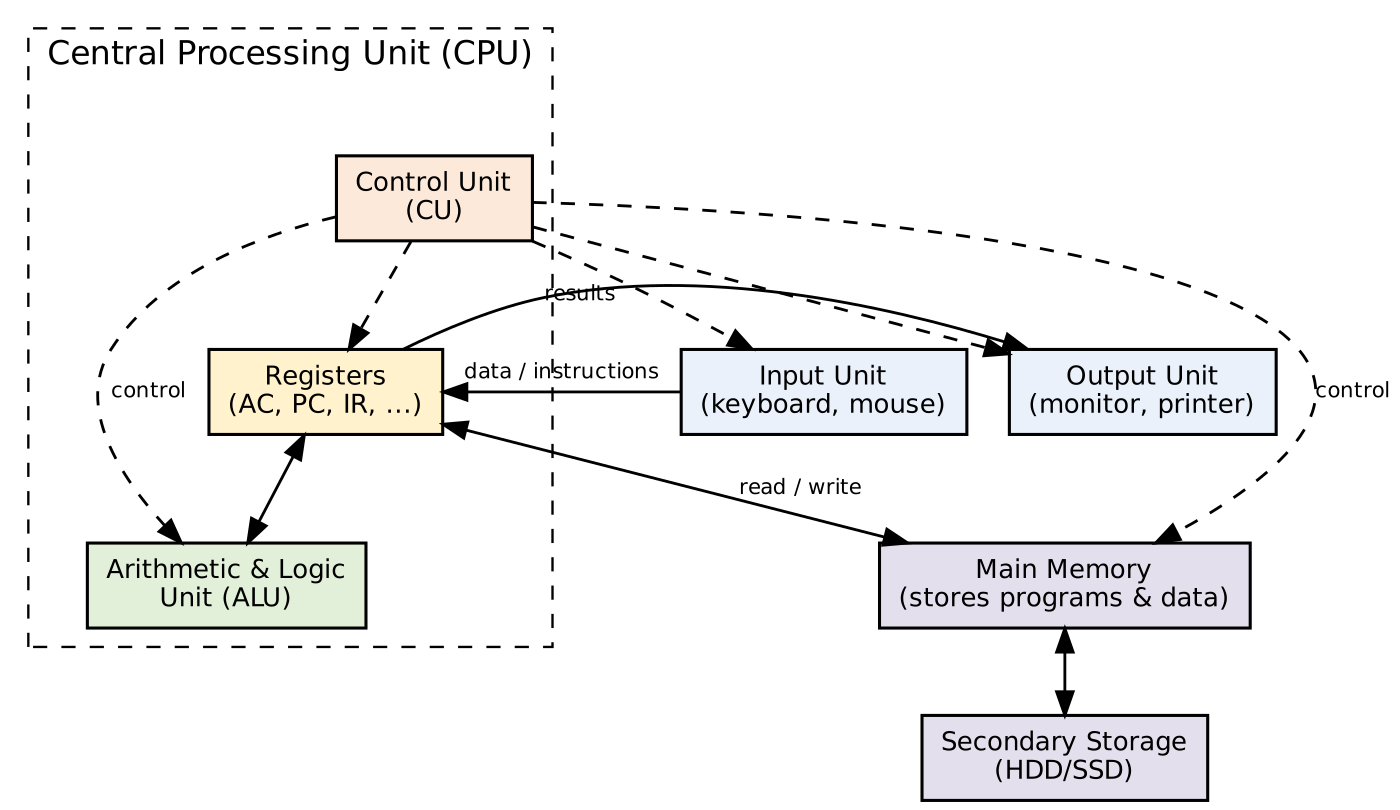 Central Processing Unit (CPU)
Control Unit
(CU)
results
control
Registers
(AC, PC, IR, ...)
data / instructions
Input Unit
(keyboard, mouse)
Output Unit
(monitor, printer)
control
read / write
Arithmetic & Logic
Unit (ALU)
Main Memory
(stores programs & data)
Secondary Storage
(HDD/SSD)